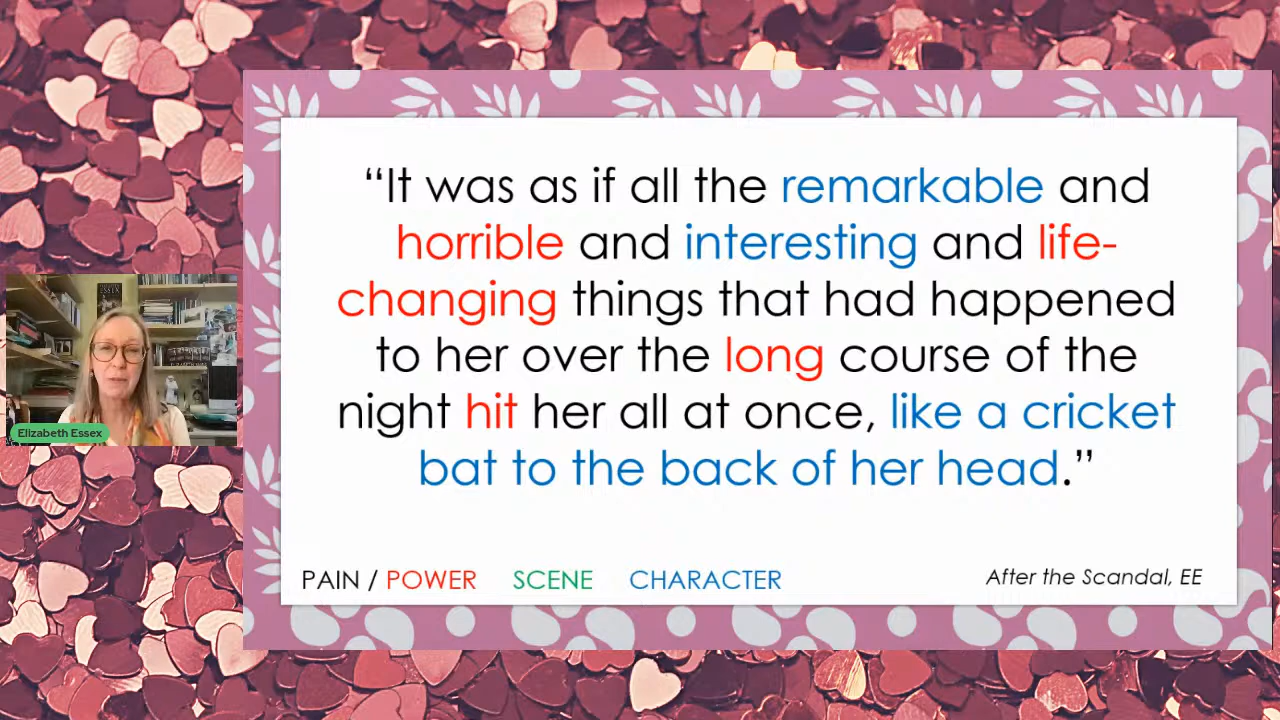 “It was as if all the remarkable and
horrible and interesting and life-
changing things that had happened
to her over the long course of the
night hit her all at once, like a cricket
bat to the back of her head.”
PAIN / POWER SCENE CHARACTER
After the Scandal, EE
Elizabeth Essex